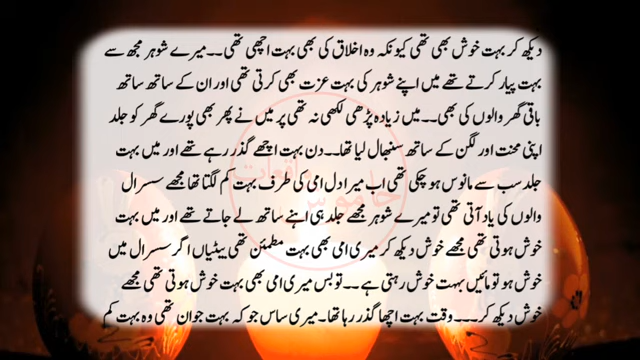 دیکھ کر بہت خوش بھی تھی کیونکہ وہ اخلاق کی بھی بہت اچھی تھی۔۔میرے شوہر مجھ سے
بہت پیار کرتے تھے میں اپنے شوہر کی بہت عزت بھی کرتی تھی اور ان کے ساتھ ساتھ
باقی گھر والوں کی بھی۔۔میں زیادہ پڑھی لکھی نہ تھی پر میں نے پھر بھی پورے گھر کو جلد
اپنی محنت اور لگن کے ساتھ سنبھال لیا تھا۔۔دن بہت اچھے گذر رہے تھے اور میں بہت
جلد سب سے مانوس ہو چکی تھی اب میرا دل امی کی طرف بہت کم لگتا تھا مجھے سسرال
والوں کی یاد آتی تھی تو میرے شوہر مجھے جلد ہی اپنے ساتھ لے جاتے تھے اور میں بہت
خوش ہوتی تھی مجھے خوش دیکھ کر میری امی بھی بہت مطمئن تھی بیٹیاں اگر سسرال میں
خوش ہو تو مائیں بہت خوش رہتی ہے۔۔تو بس میری امی بھی بہت خوش ہوتی تھی مجھے
خوش دیکھ کر۔۔۔وقت بہت اچھا گذر رہا تھا۔میری ساس جو کہ بہت جوان تھی وہ بہت کم